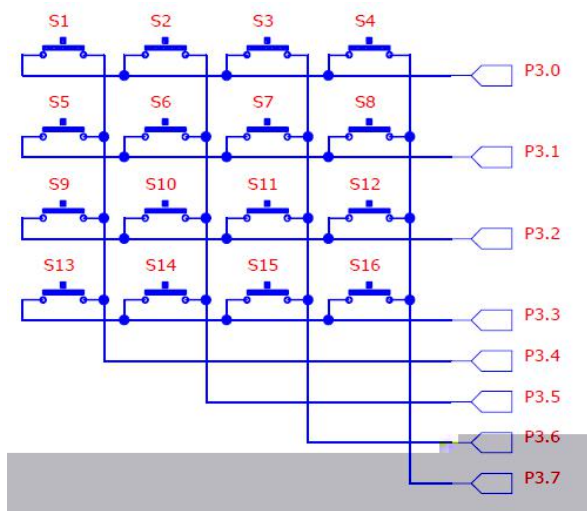 S1 S2 S3 S4
P3.0
S5 S6 S7 S8
P3.1
S9 S10 S11 S12
P3.2
S13 S14 S15 S16
P3.3
P3.4
P3.5
P3.6
P3.7